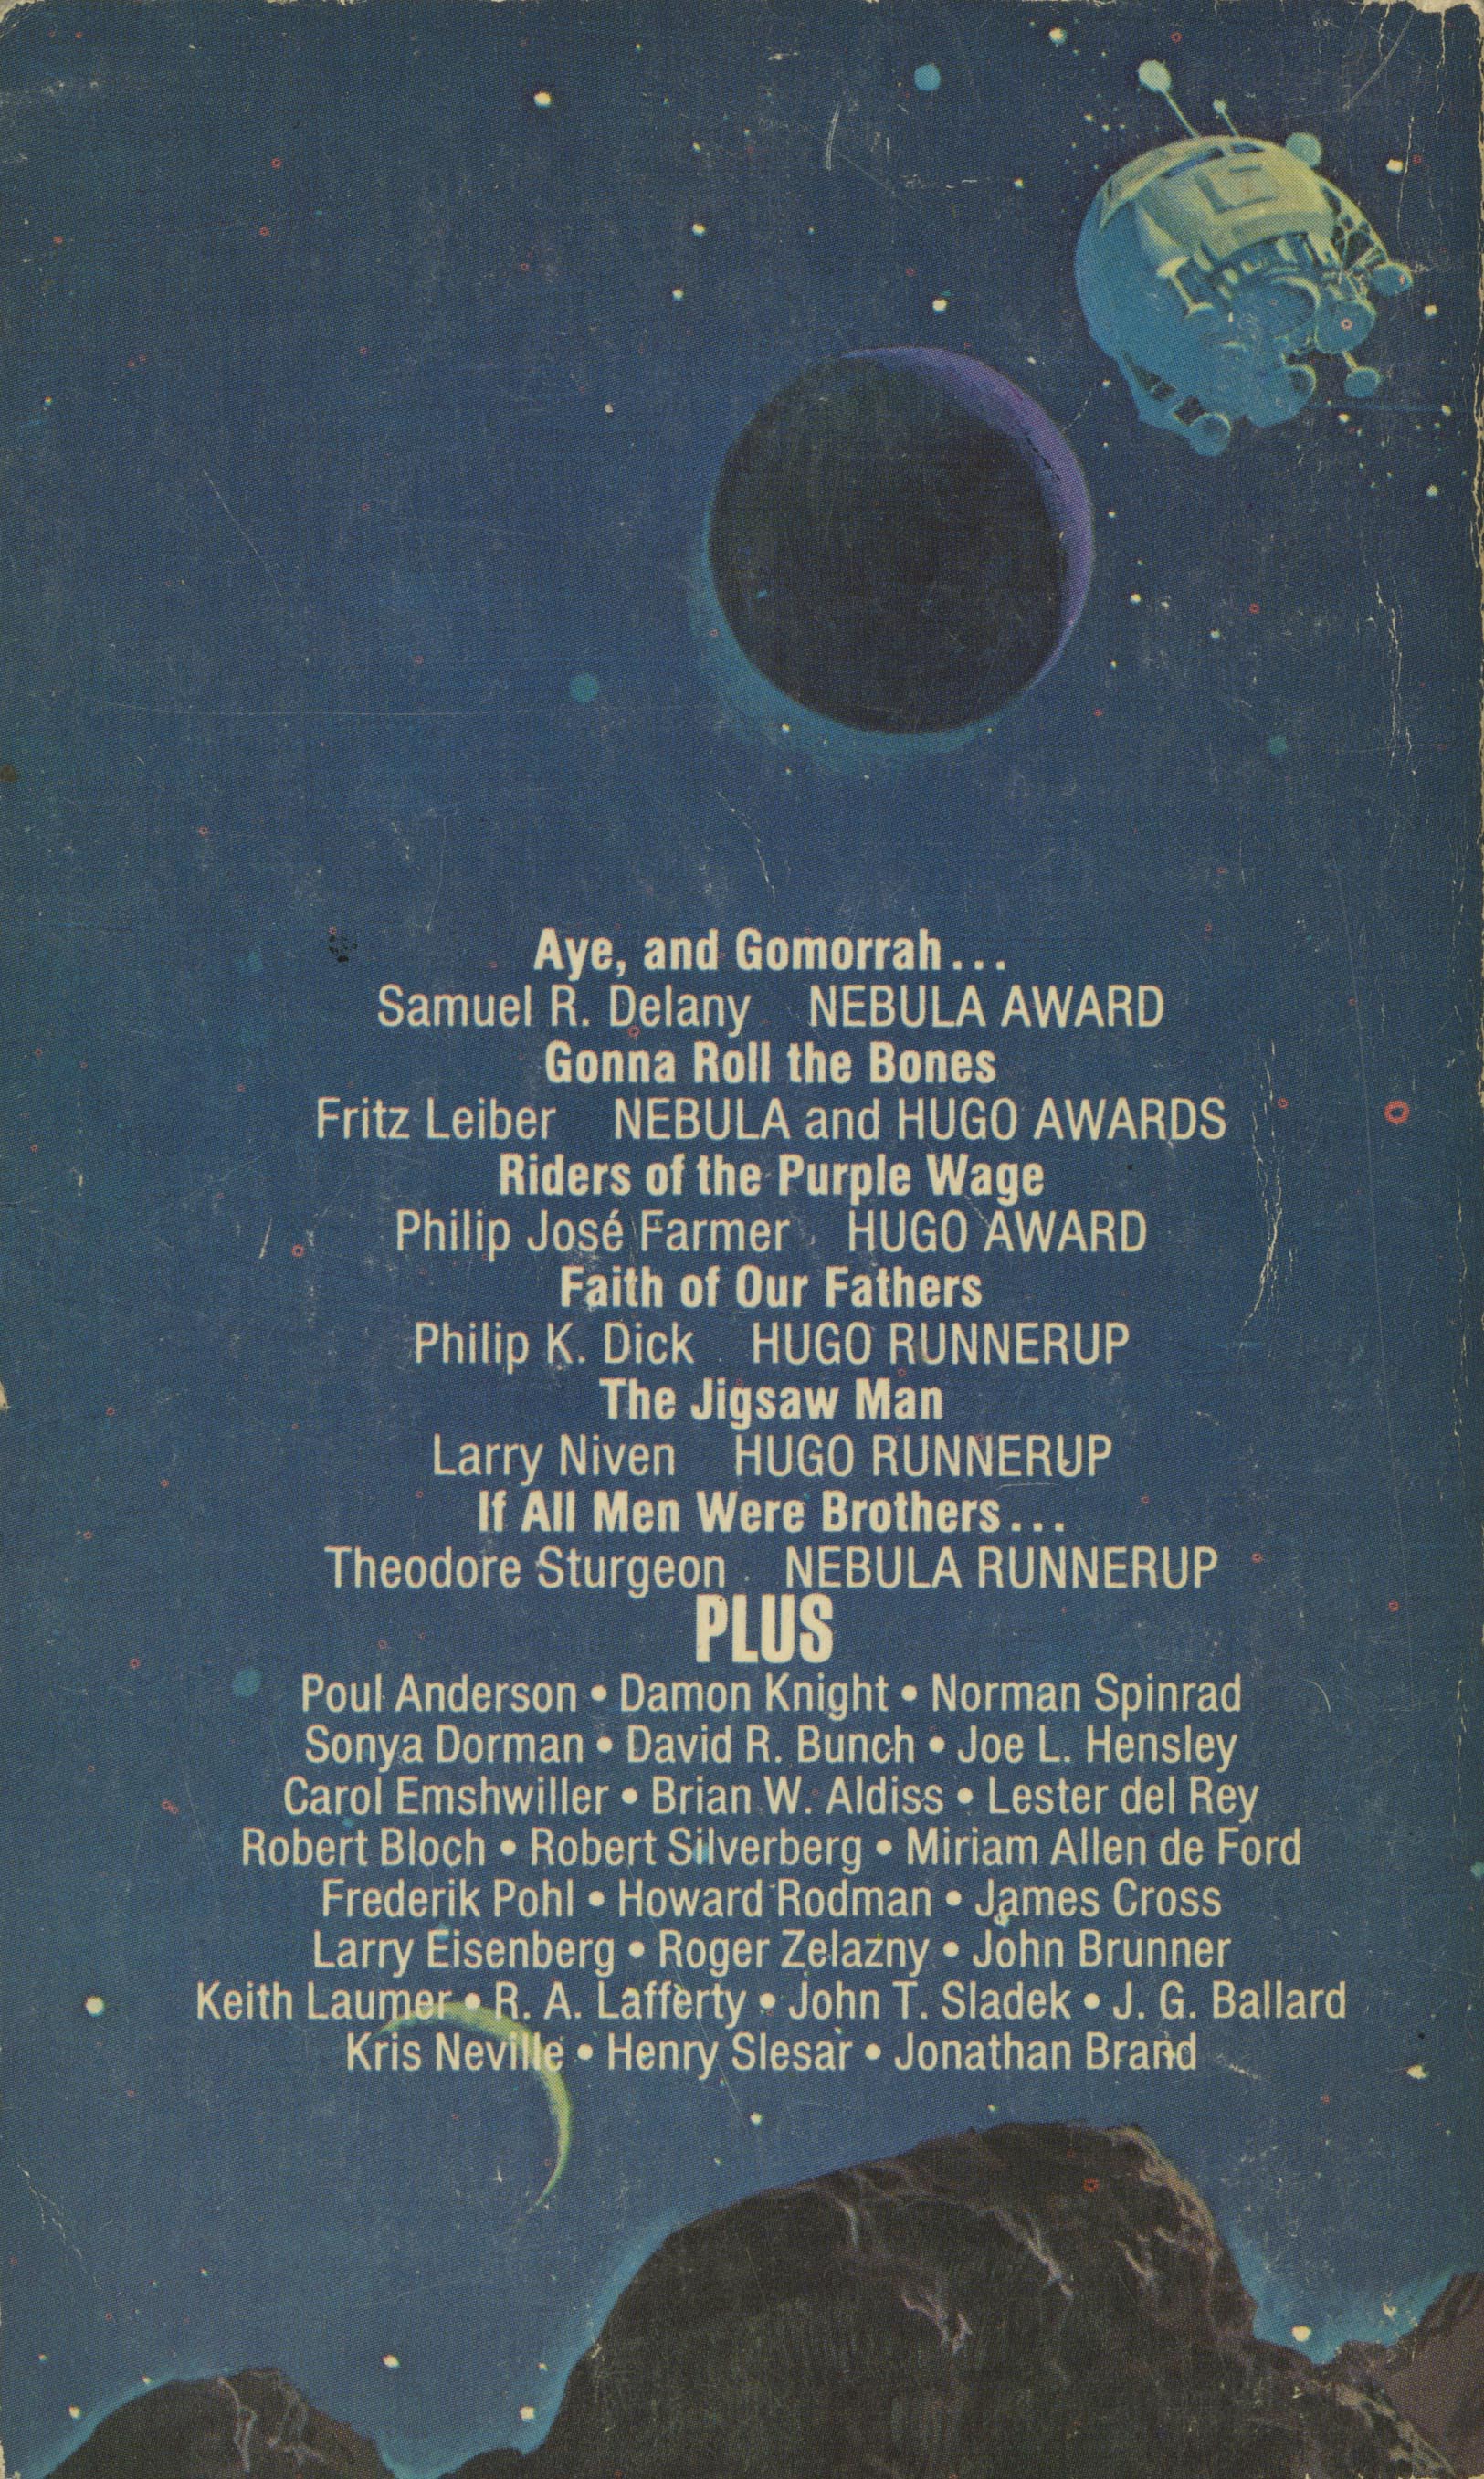 Aye, and Gomorrah...
Samuel R. Delany NEBULA AWARD
Gonna Roll the Bones
Fritz Leiber NEBULA and HUGO AWARDS
Riders of the Purple Wage
Philip José Farmer HUGO AWARD
Faith of Our Fathers
Philip K. Dick HUGO RUNNERUP
The Jigsaw Man
Larry Niven HUGO RUNNERUP
If All Men Were Brothers...
Theodore Sturgeon NEBULA RUNNERUP
PLUS
Poul Anderson • Damon Knight • Norman Spinrad
Sonya Dorman • David R. Bunch • Joe L. Hensley
Carol Emshwiller • Brian W. Aldiss • Lester del Rey
Robert Bloch • Robert Silverberg • Miriam Allen de Ford
Frederik Pohl • Howard Rodman • James Cross
Larry Eisenberg • Roger Zelazny • John Brunner
Keith Laumer • R. A. Lafferty • John T. Sladek • J. G. Ballard
Kris Neville • Henry Slesar • Jonathan Brand